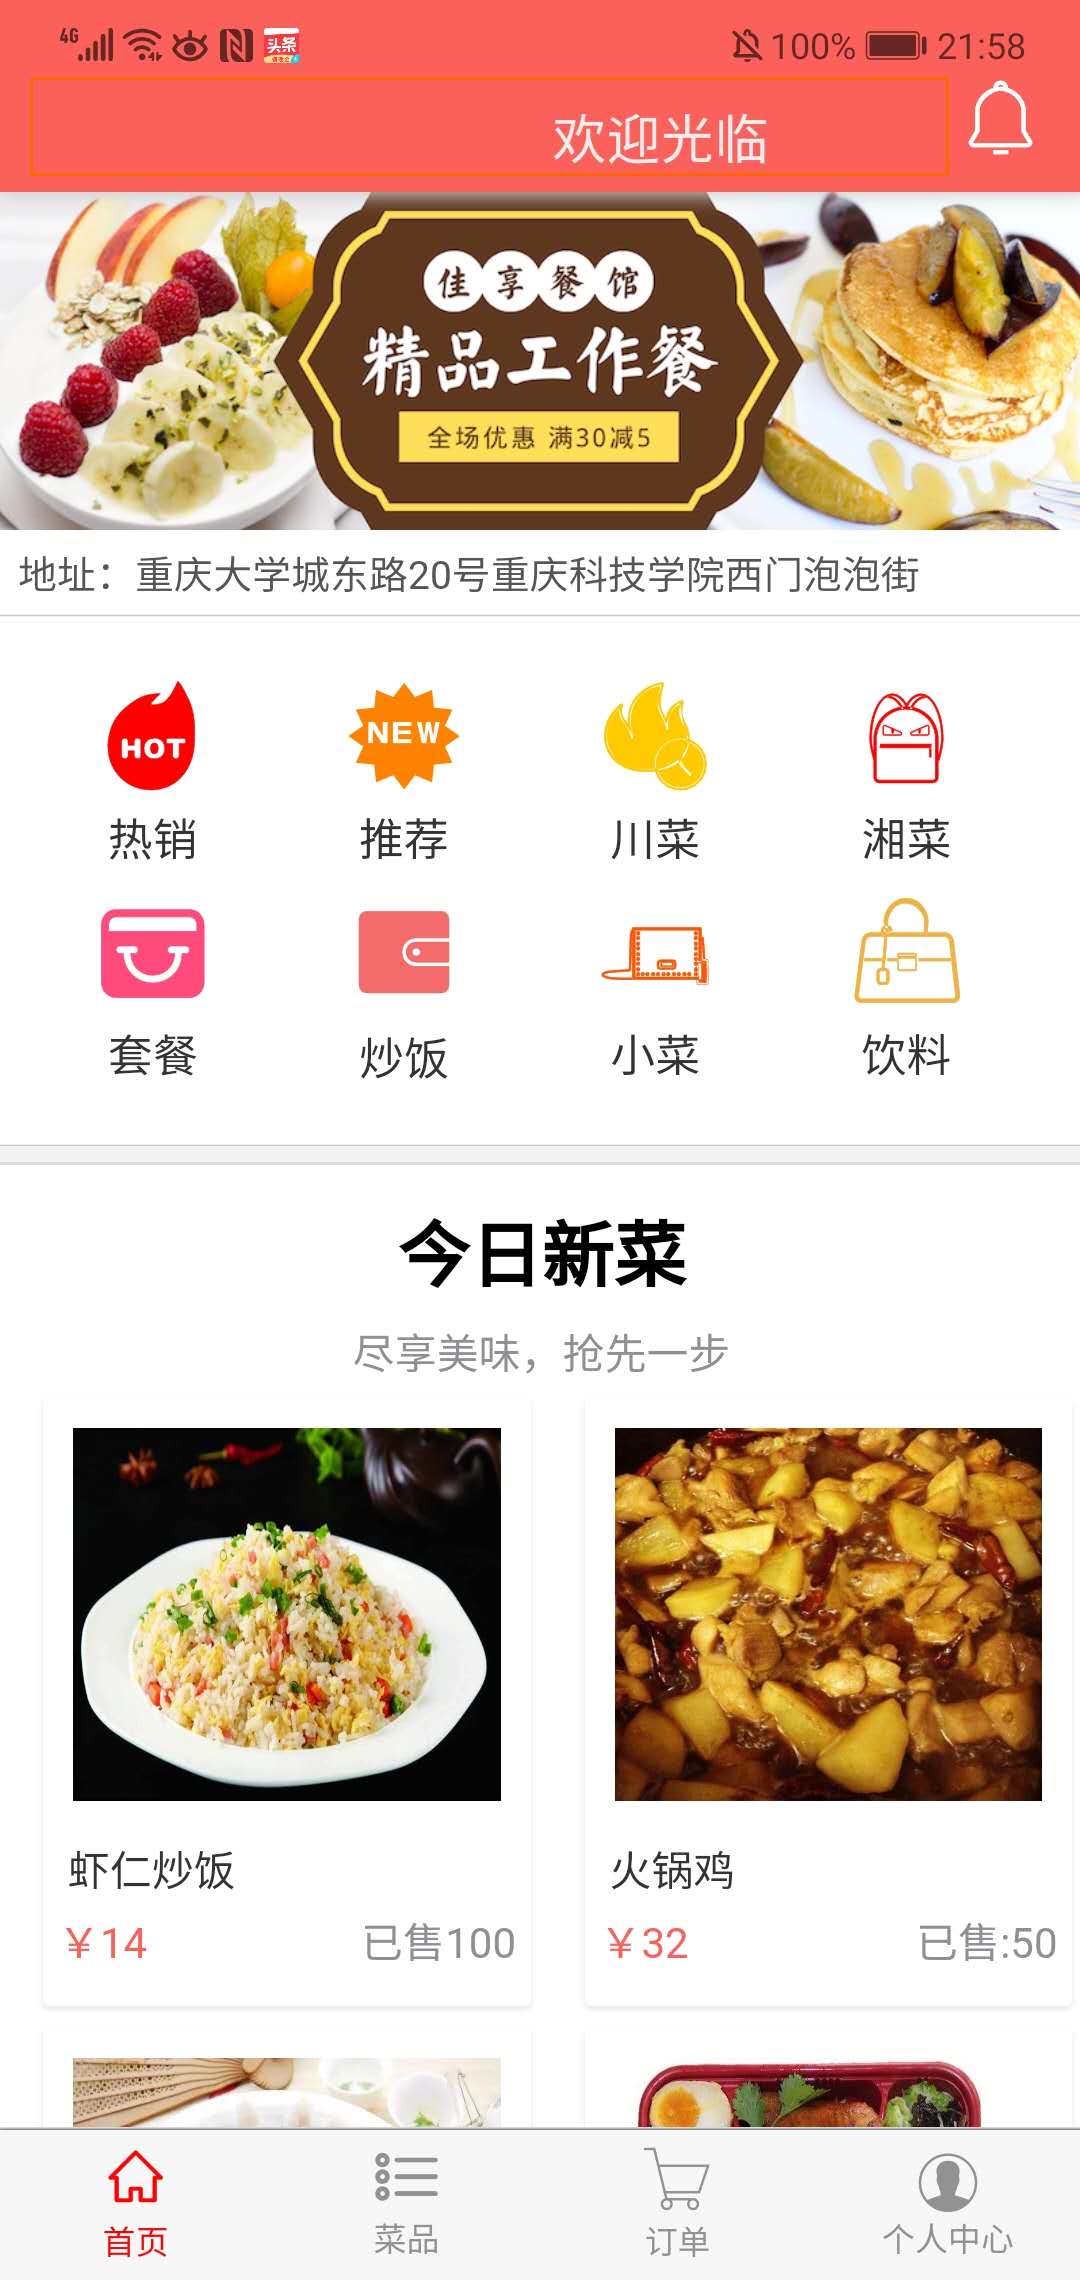 4G 头条 100% 21:58
欢迎光临
佳享餐馆
精品工作餐
全场优惠 满30减5
地址：重庆大学城东路20号重庆科技学院西门泡泡街
HOT NEW
热销 推荐 川菜 湘菜
套餐 炒饭 小菜 饮料
今日新菜
尽享美味，抢先一步
虾仁炒饭 火锅鸡
￥14 已售100 ￥32 已售:50
首页 菜品 订单 个人中心